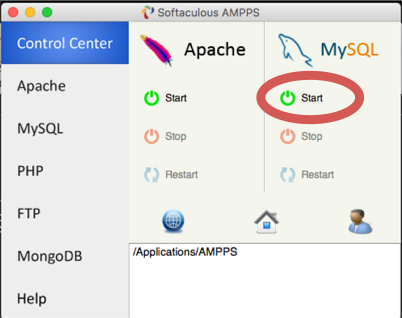 Softaculous AMPPS
Control Center
Apache
MySQL
PHP
FTP
MongoDB
Help
Apache
Start
Stop
Restart
MySQL
Start
Stop
Restart
/Applications/AMPPS